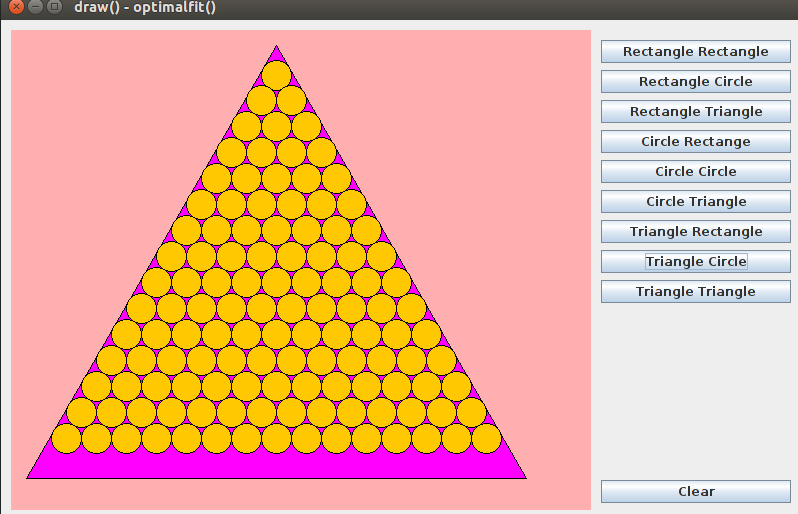 draw() - optimalfit()
Rectangle Rectangle
Rectangle Circle
Rectangle Triangle
Circle Rectange
Circle Circle
Circle Triangle
Triangle Rectangle
Triangle Circle
Triangle Triangle
Clear